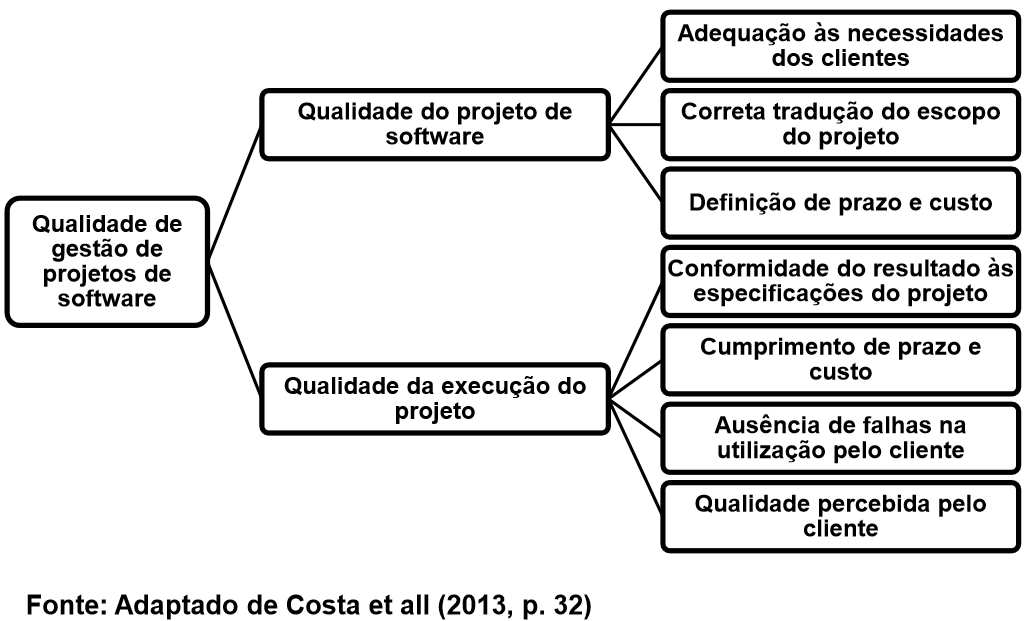 Qualidade de
gestão de
projetos de
software
Qualidade do projeto de
software
Adequação às necessidades
dos clientes
Correta tradução do escopo
do projeto
Definição de prazo e custo
Qualidade da execução do
projeto
Conformidade do resultado às
especificações do projeto
Cumprimento de prazo e
custo
Ausência de falhas na
utilização pelo cliente
Qualidade percebida pelo
cliente
Fonte: Adaptado de Costa et all (2013, p. 32)